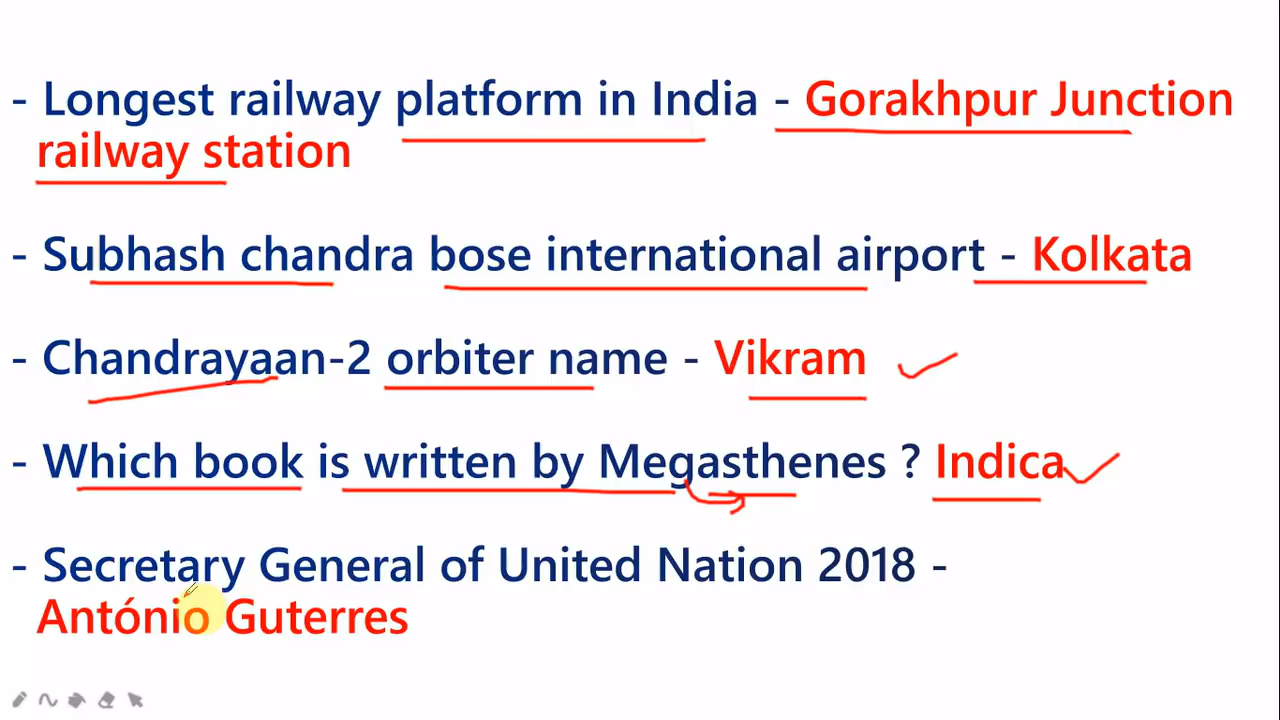 - Longest railway platform in India - Gorakhpur Junction
railway station
- Subhash chandra bose international airport - Kolkata
- Chandrayaan-2 orbiter name - Vikram
- Which book is written by Megasthenes ? Indica
- Secretary General of United Nation 2018 -
António Guterres